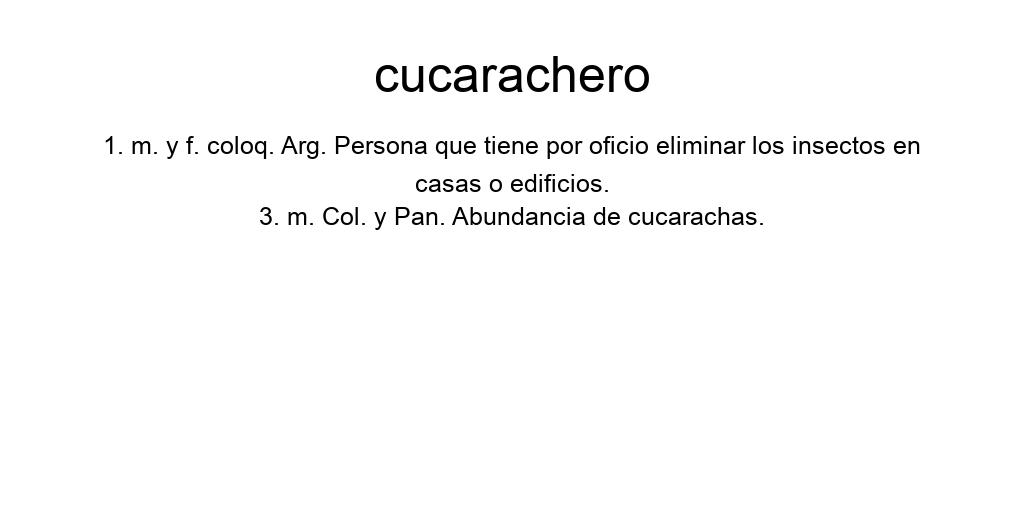 cucarachero
1. m. y f. coloq. Arg. Persona que tiene por oficio eliminar los insectos en
casas o edificios.
3. m. Col. y Pan. Abundancia de cucarachas.